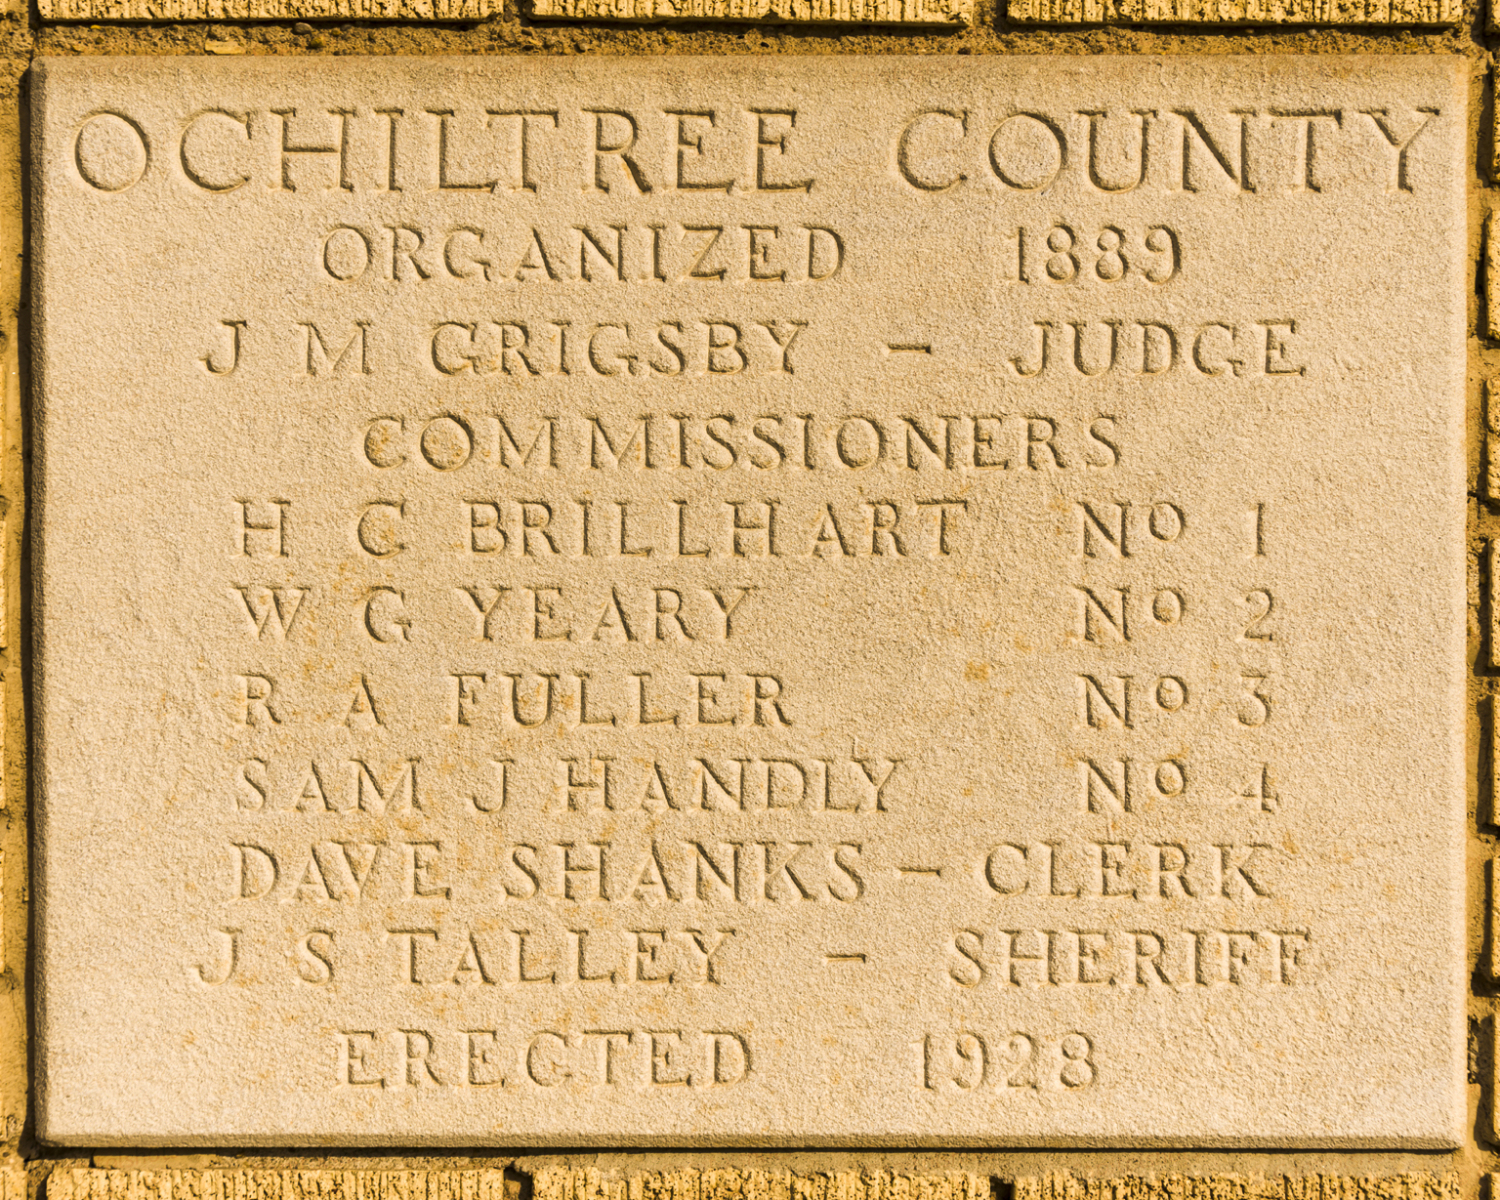 OCHILTREE COUNTY
ORGANIZED 1889
J M GRIGSBY - JUDGE
COMMISSIONERS
H C BRILLHART No 1
W G YEARY No 2
R A FULLER No 3
SAM J HANDLY No 4
DAVE SHANKS - CLERK
J S TALLEY - SHERIFF
ERECTED 1928